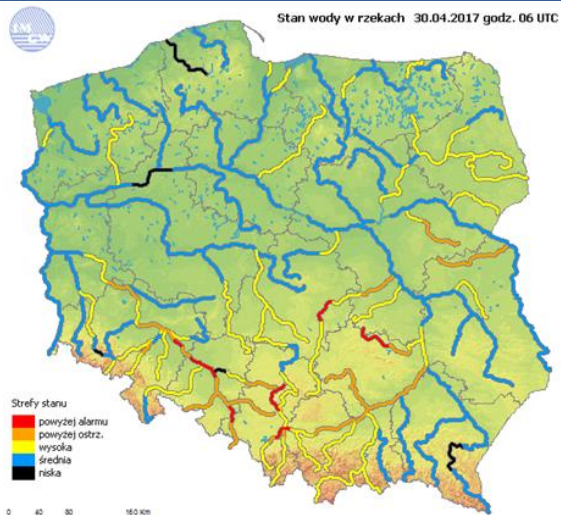 Stan wody w rzekach 30.04.2017 godz. 06 UTC
Strefy stanu
powyżej alarmu
powyżej ostrz.
wysoka
średnia
niska
0 40 80 160 Km